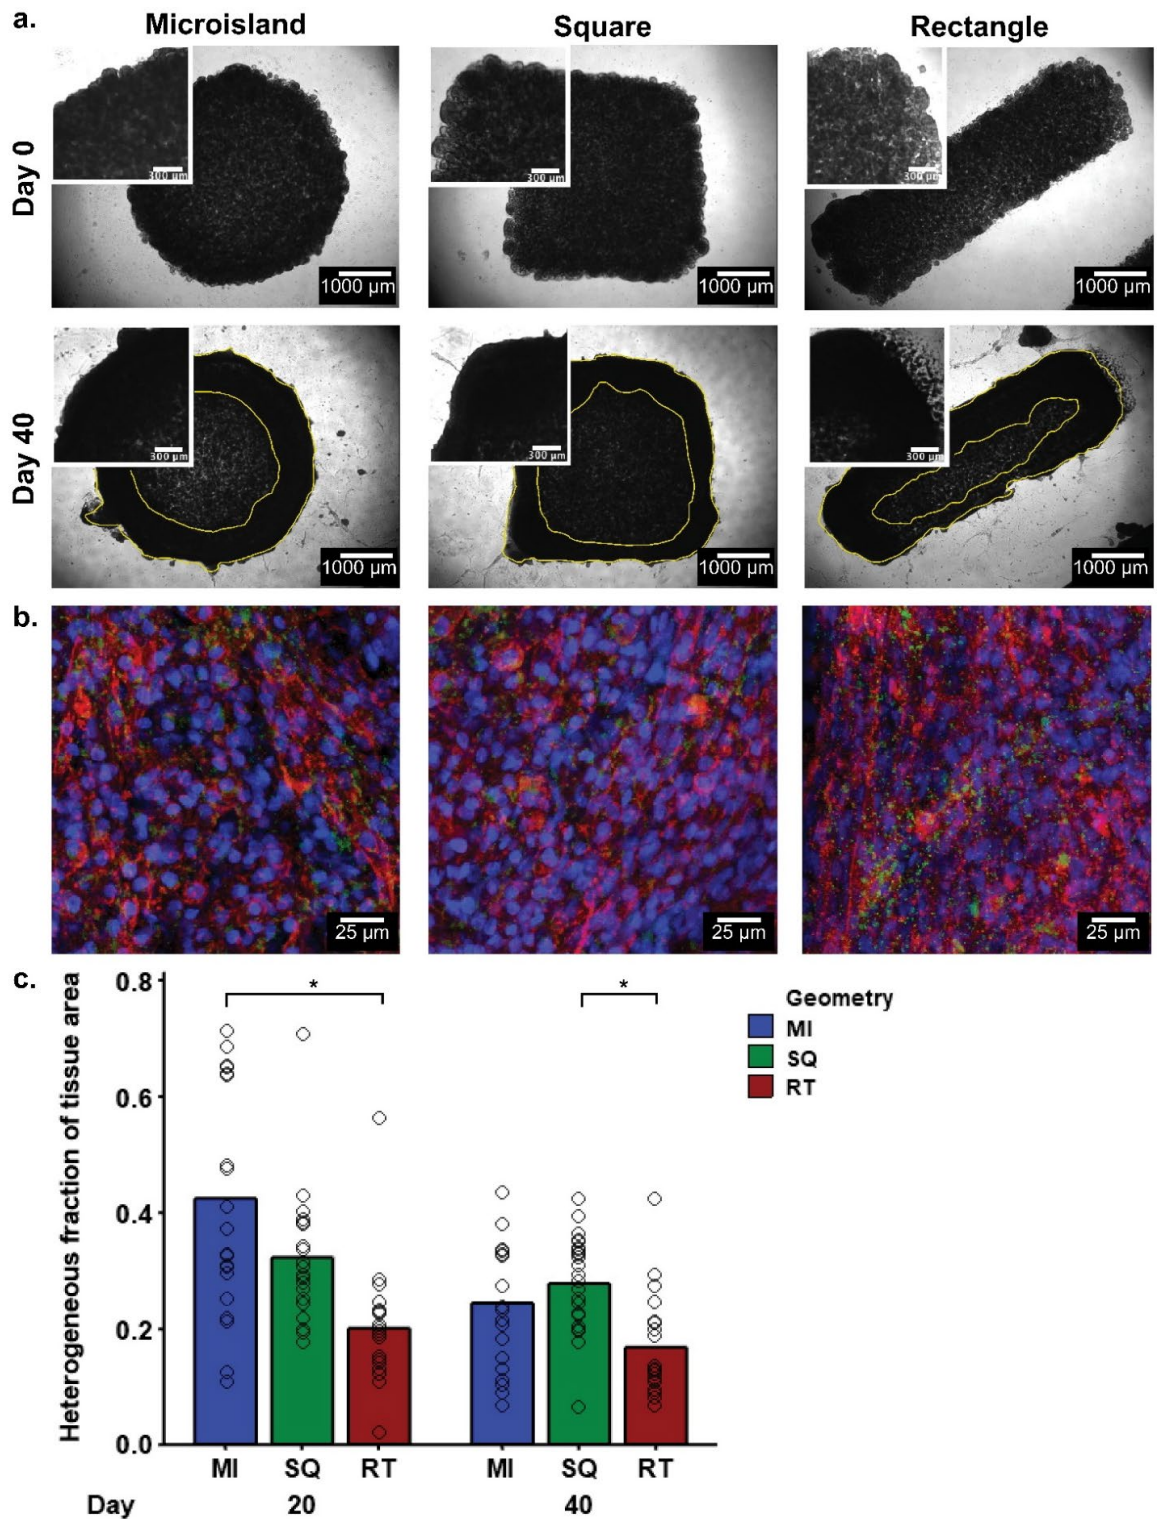 a.
Microisland
Square
Rectangle
Day 0
300 µm
1000 µm
300 µm
1000 µm
300 µm
1000 µm
Day 40
300 µm
1000 µm
300 µm
1000 µm
300 µm
1000 µm
b.
25 µm
25 µm
25 µm
c.
Heterogeneous fraction of tissue area
0.8
0.6
0.4
0.2
0.0
*
*
Geometry
MI
SQ
RT
MI SQ RT MI SQ RT
Day 20 40